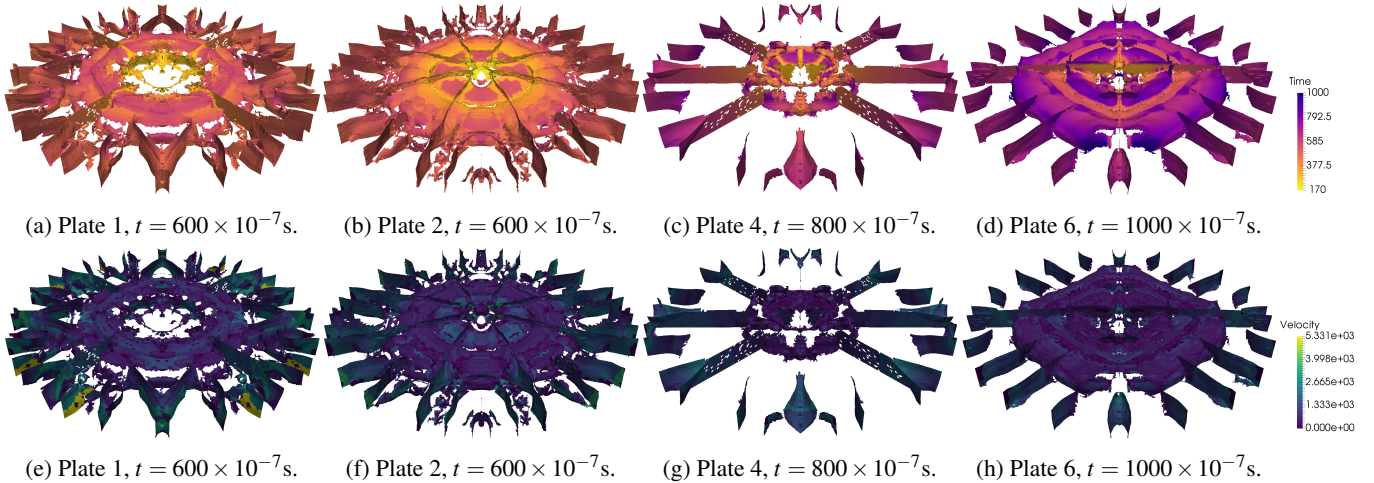 Time
1000
792.5
585
377.5
170
(a) Plate 1, t = 600 × 10⁻⁷s.
(b) Plate 2, t = 600 × 10⁻⁷s.
(c) Plate 4, t = 800 × 10⁻⁷s.
(d) Plate 6, t = 1000 × 10⁻⁷s.
Velocity
5.331e+03
3.998e+03
2.665e+03
1.333e+03
0.000e+00
(e) Plate 1, t = 600 × 10⁻⁷s.
(f) Plate 2, t = 600 × 10⁻⁷s.
(g) Plate 4, t = 800 × 10⁻⁷s.
(h) Plate 6, t = 1000 × 10⁻⁷s.